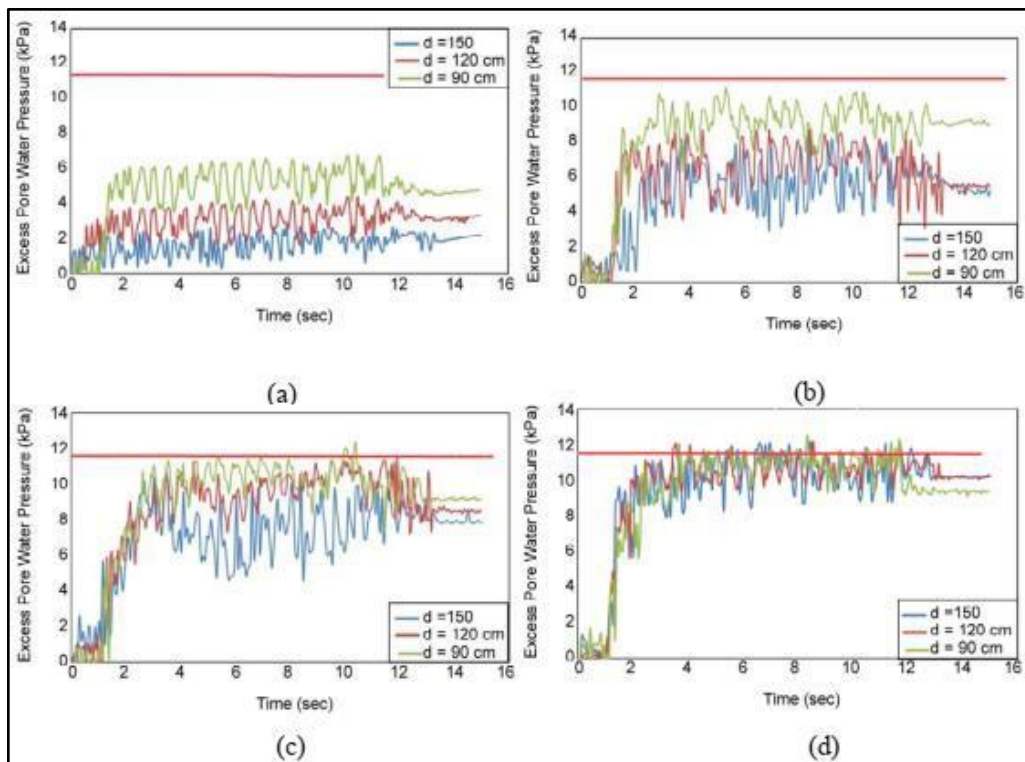 Excess Pore Water Pressure (kPa)
14
12
10
8
6
4
2
0
d =150
d = 120 cm
d = 90 cm
0 2 4 6 8 10 12 14 16
Time (sec)
(a)
Excess Pore Water Pressure (kPa)
14
12
10
8
6
4
2
0
d =150
d = 120 cm
d = 90 cm
0 2 4 6 8 10 12 14 16
Time (sec)
(b)
Excess Pore Water Pressure (kPa)
14
12
10
8
6
4
2
0
d =150
d = 120 cm
d = 90 cm
0 2 4 6 8 10 12 14 16
Time (sec)
(c)
Excess Pore Water Pressure (kPa)
14
12
10
8
6
4
2
0
d =150
d = 120 cm
d = 90 cm
0 2 4 6 8 10 12 14 16
Time (sec)
(d)